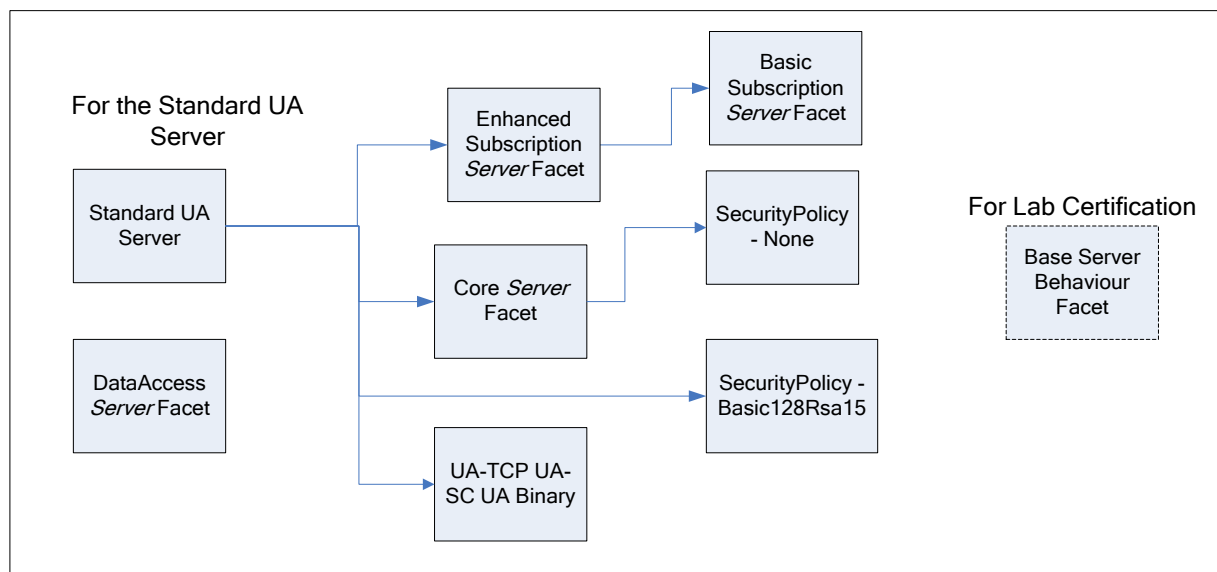 For the Standard UA
Server
Standard UA
Server
DataAccess
Server Facet
Enhanced
Subscription
Server Facet
Core Server
Facet
UA-TCP UA-
SC UA Binary
Basic
Subscription
Server Facet
SecurityPolicy
- None
SecurityPolicy -
Basic128Rsa15
For Lab Certification
Base Server
Behaviour
Facet